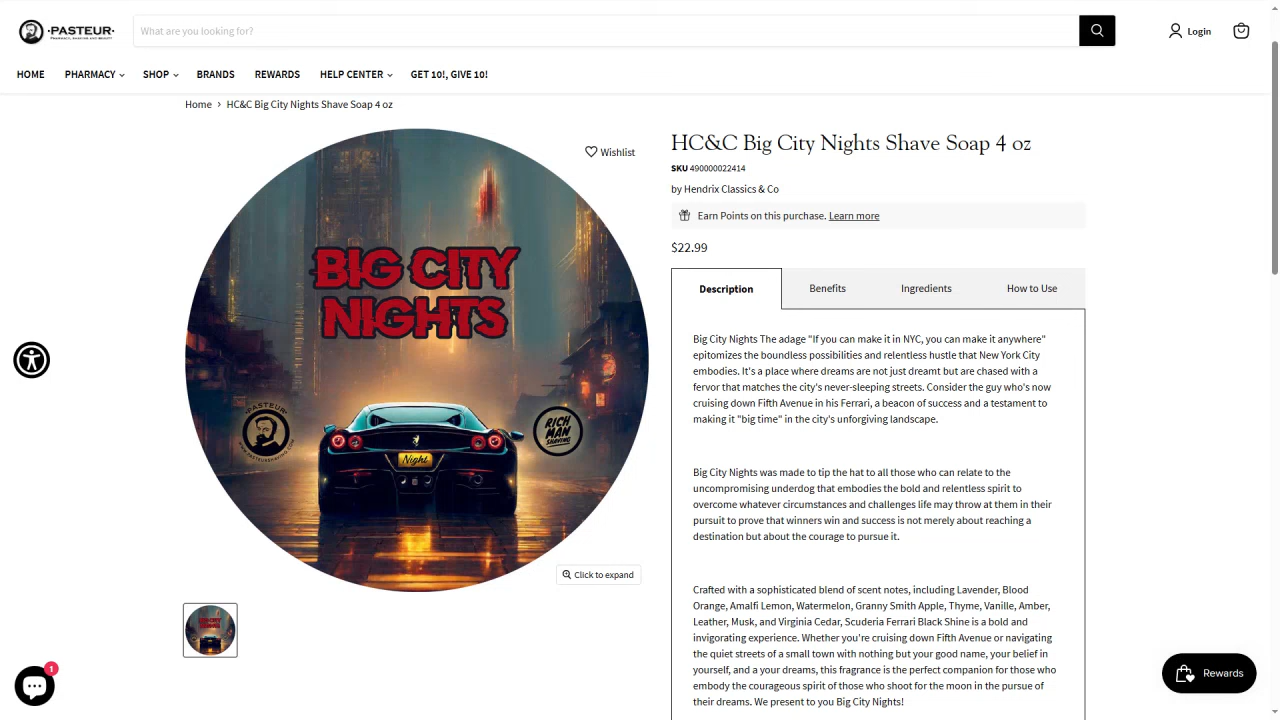 ·PASTEUR·
PHARMACY, SHAVING AND BEAUTY
What are you looking for?
Login
HOME
PHARMACY
SHOP
BRANDS
REWARDS
HELP CENTER
GET 10!, GIVE 10!
Home › HC&C Big City Nights Shave Soap 4 oz
Wishlist
BIG CITY
NIGHTS
·PASTEUR·
WWW.PASTEURSHAVING.COM
RICH
MAN
SHAVING
Night
Click to expand
HC&C Big City Nights Shave Soap 4 oz
SKU 490000022414
by Hendrix Classics & Co
Earn Points on this purchase. Learn more
$22.99
Description
Benefits
Ingredients
How to Use
Big City Nights The adage "If you can make it in NYC, you can make it anywhere"
epitomizes the boundless possibilities and relentless hustle that New York City
embodies. It's a place where dreams are not just dreamt but are chased with a
fervor that matches the city's never-sleeping streets. Consider the guy who's now
cruising down Fifth Avenue in his Ferrari, a beacon of success and a testament to
making it "big time" in the city's unforgiving landscape.
Big City Nights was made to tip the hat to all those who can relate to the
uncompromising underdog that embodies the bold and relentless spirit to
overcome whatever circumstances and challenges life may throw at them in their
pursuit to prove that winners win and success is not merely about reaching a
destination but about the courage to pursue it.
Crafted with a sophisticated blend of scent notes, including Lavender, Blood
Orange, Amalfi Lemon, Watermelon, Granny Smith Apple, Thyme, Vanille, Amber,
Leather, Musk, and Virginia Cedar, Scuderia Ferrari Black Shine is a bold and
invigorating experience. Whether you're cruising down Fifth Avenue or navigating
the quiet streets of a small town with nothing but your good name, your belief in
yourself, and a your dreams, this fragrance is the perfect companion for those who
embody the courageous spirit of those who shoot for the moon in the pursue of
their dreams. We present to you Big City Nights!
BIG CITY
NIGHTS
1
Rewards